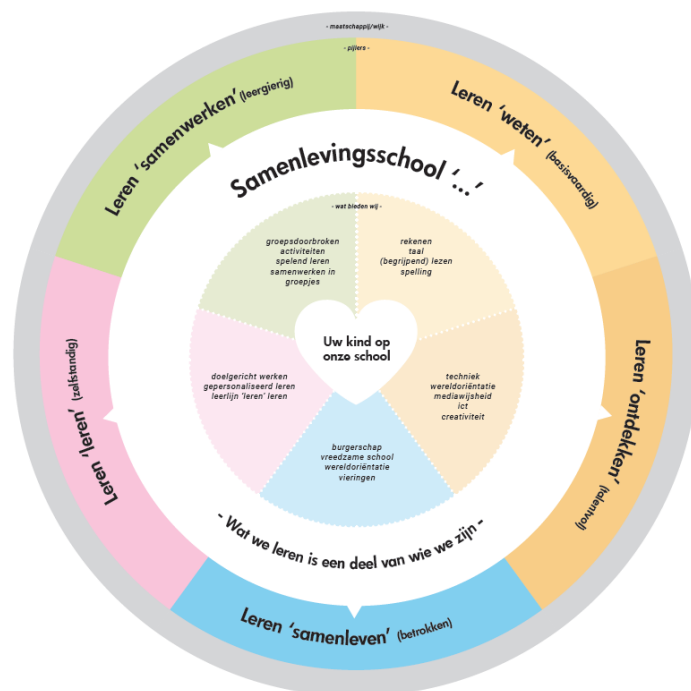 - maatschappij/wijk -
- pijlers -
Leren 'samenwerken' (leergierig)
Leren 'weten' (basisvaardig)
Samenlevingsschool '...'
- wat bieden wij -
groepsdoorbroken
activiteiten
spelend leren
samenwerken in
groepjes
rekenen
taal
(begrijpend) lezen
spelling
Uw kind op
onze school
doelgericht werken
gepersonaliseerd leren
leerlijn 'leren' leren
techniek
wereldoriëntatie
mediawijsheid
ict
creativiteit
burgerschap
vreedzame school
wereldoriëntatie
vieringen
Leren 'leren' (zelfstandig)
Leren 'ontdekken' (talentvol)
- Wat we leren is een deel van wie we zijn -
Leren 'samenleven' (betrokken)